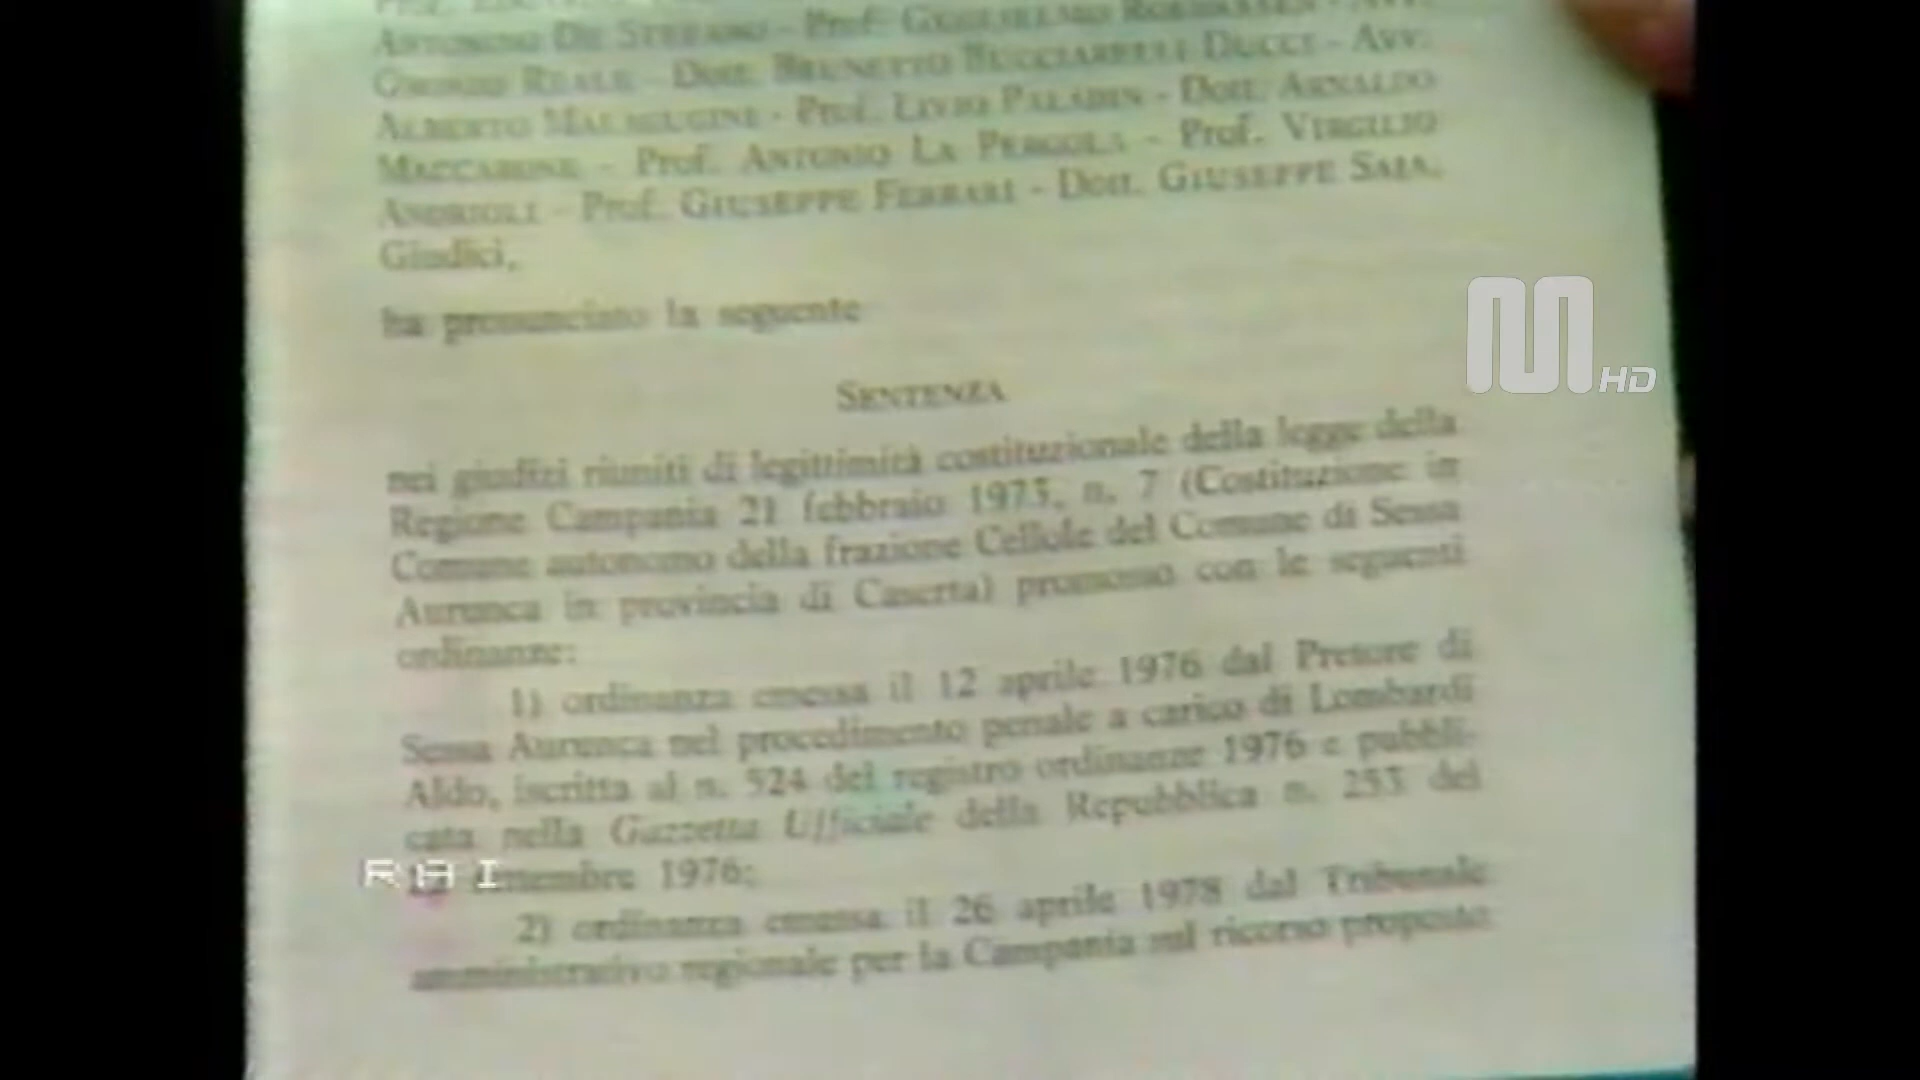 ANTONINO DE STEFANO - Prof. GUGLIELMO ROEHRSSEN - AVV.
ORONZO REALE - Dott. BRUNETTO BUCCIARELLI DUCCI - Avv.
ALBERTO MALAGUGINI - Prof. LIVIO PALADIN - Dott. ARNALDO
MACCARONE - Prof. ANTONIO LA PERGOLA - Prof. VIRGILIO
ANDRIOLI - Prof. GIUSEPPE FERRARI - Dott. GIUSEPPE SAJA,
Giudici,
ha pronunciato la seguente
SENTENZA
nei giudizi riuniti di legittimità costituzionale della legge della
Regione Campania 21 febbraio 1973, n. 7 (Costituzione in
Comune autonomo della frazione Cellole del Comune di Sessa
Aurunca in provincia di Caserta) promosso con le seguenti
ordinanze:
1) ordinanza emessa il 12 aprile 1976 dal Pretore di
Sessa Aurunca nel procedimento penale a carico di Lombardi
Aldo, iscritta al n. 524 del registro ordinanze 1976 e pubbli-
cata nella Gazzetta Ufficiale della Repubblica n. 253 del
1976;
2) ordinanza emessa il 26 aprile 1978 dal Tribunale
amministrativo regionale per la Campania sul ricorso proposto
RAI
M HD